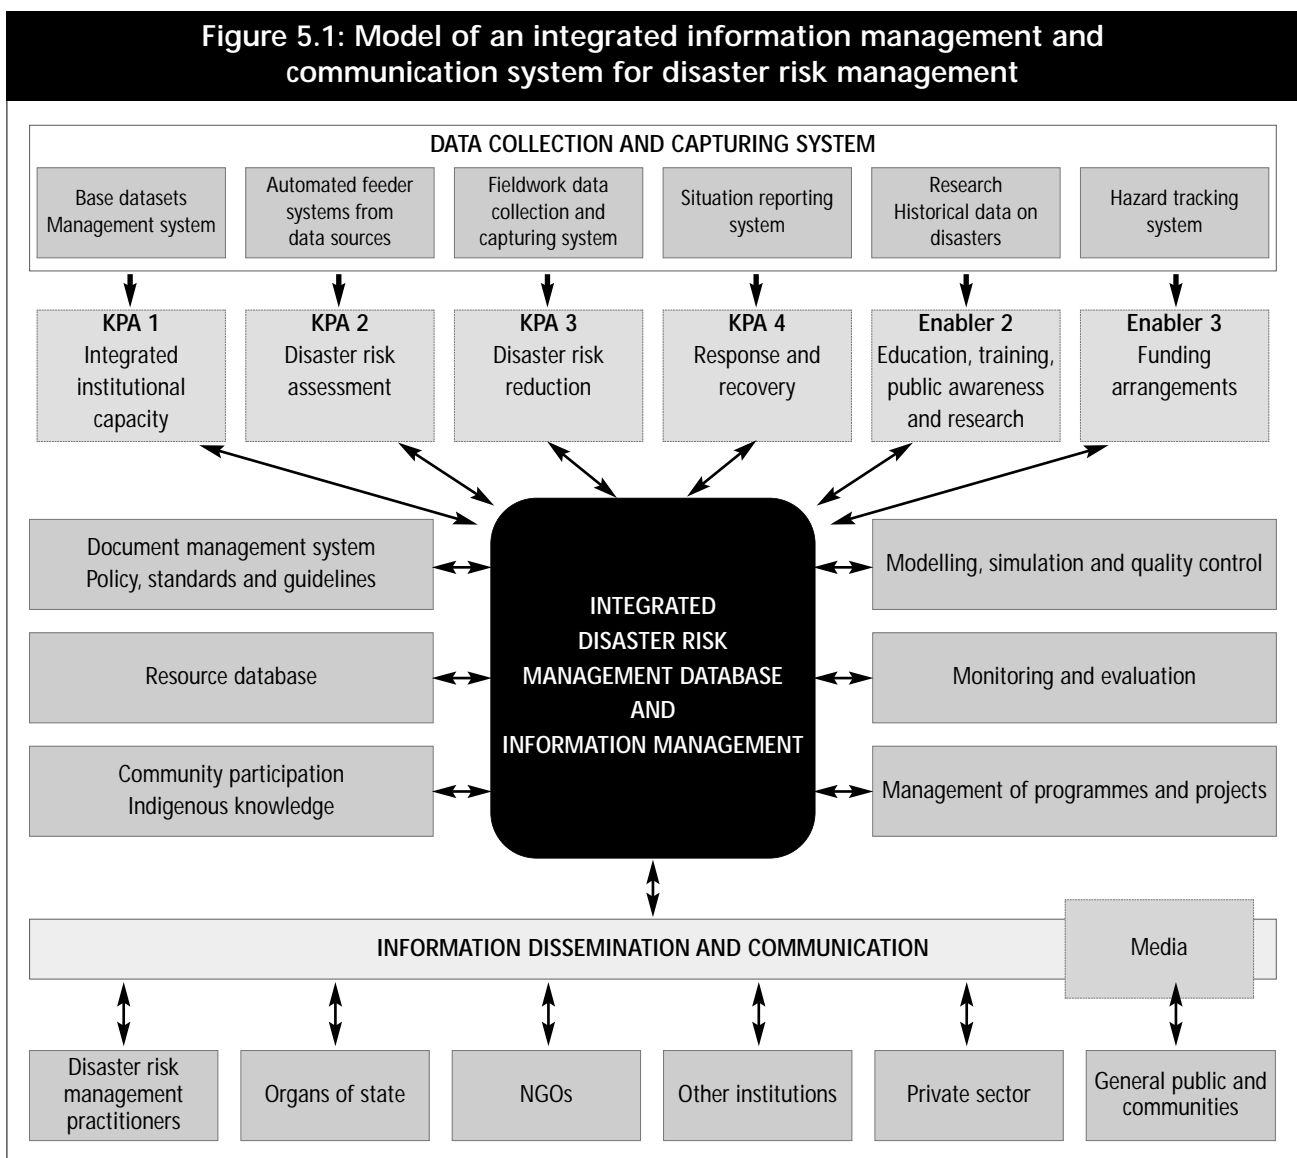 Figure 5.1: Model of an integrated information management and
communication system for disaster risk management
DATA COLLECTION AND CAPTURING SYSTEM
Base datasets
Management system
Automated feeder
systems from
data sources
Fieldwork data
collection and
capturing system
Situation reporting
system
Research
Historical data on
disasters
Hazard tracking
system
KPA 1
Integrated
institutional
capacity
KPA 2
Disaster risk
assessment
KPA 3
Disaster risk
reduction
KPA 4
Response and
recovery
Enabler 2
Education, training,
public awareness
and research
Enabler 3
Funding
arrangements
Document management system
Policy, standards and guidelines
Resource database
Community participation
Indigenous knowledge
INTEGRATED
DISASTER RISK
MANAGEMENT DATABASE
AND
INFORMATION MANAGEMENT
Modelling, simulation and quality control
Monitoring and evaluation
Management of programmes and projects
INFORMATION DISSEMINATION AND COMMUNICATION
Media
Disaster risk
management
practitioners
Organs of state
NGOs
Other institutions
Private sector
General public and
communities